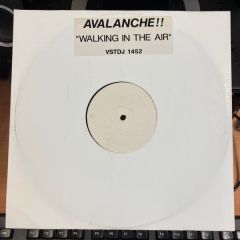 AVALANCHE!!
"WALKING IN THE AIR"
VSTDJ 1452